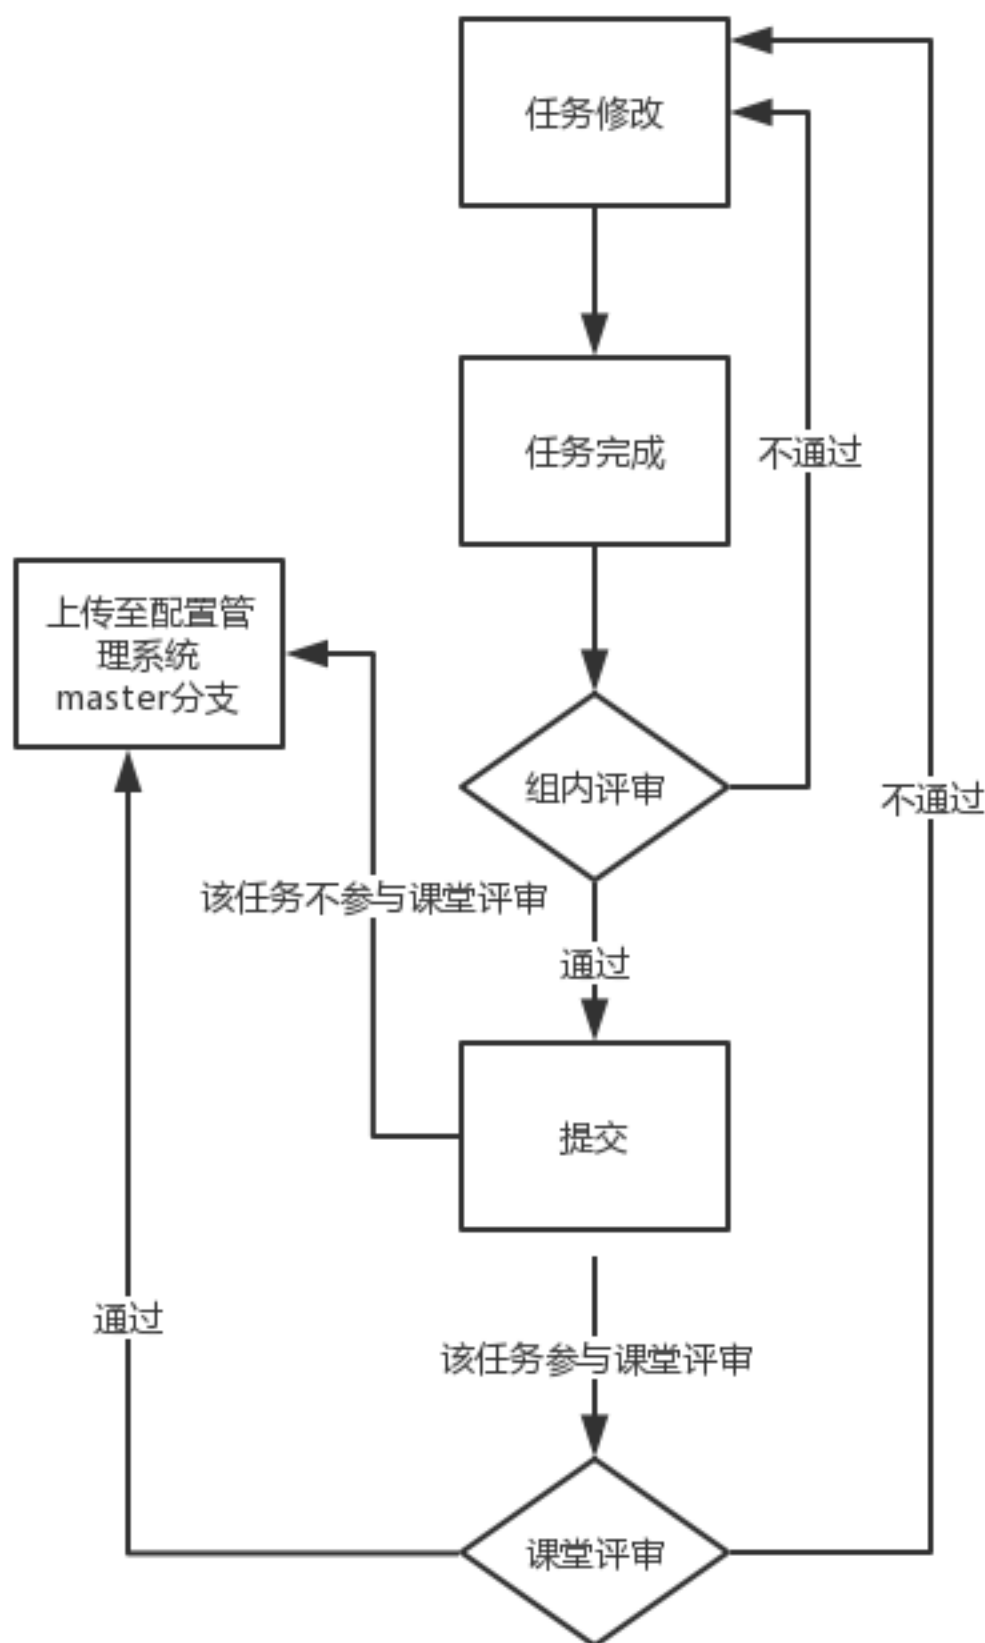 任务修改
任务完成
不通过
上传至配置管
理系统
master分支
组内评审
不通过
该任务不参与课堂评审
通过
提交
通过
该任务参与课堂评审
课堂评审